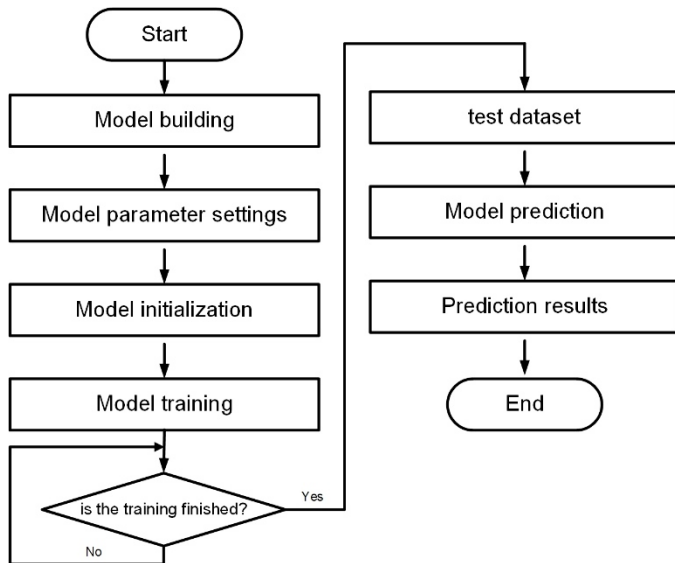 Start
Model building
Model parameter settings
Model initialization
Model training
is the training finished?
Yes
No
test dataset
Model prediction
Prediction results
End